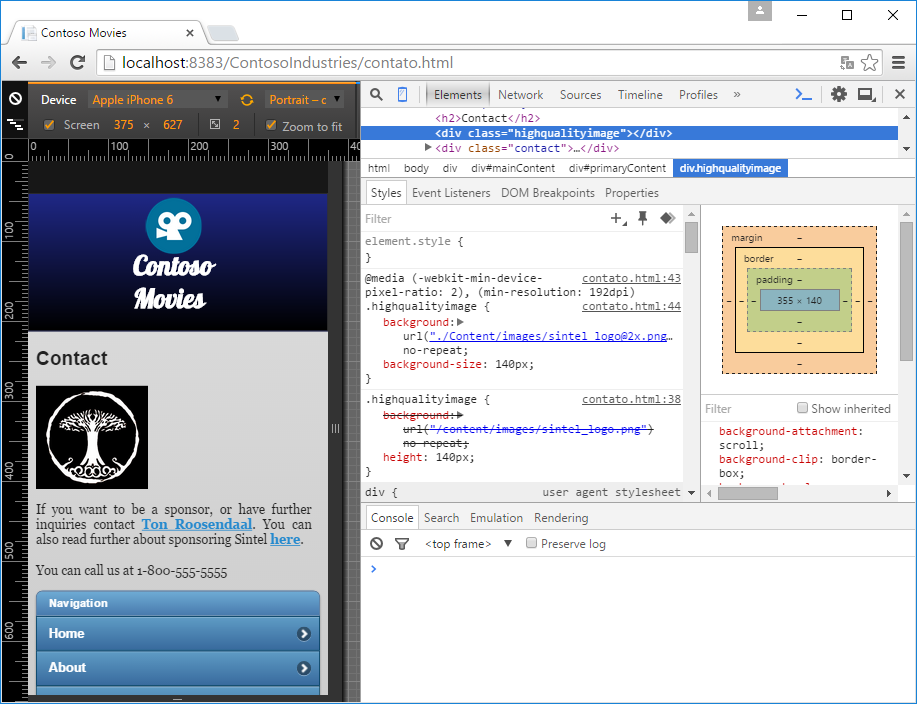 Contoso Movies
localhost:8383/ContosoIndustries/contato.html
Device Apple iPhone 6 Portrait – c
Screen 375 × 627 2 Zoom to fit
0 100 200 300 40
0
100
200
300
400
500
600
Contoso
Movies
Contact
If you want to be a sponsor, or have further
inquiries contact Ton Roosendaal. You can
also read further about sponsoring Sintel here.
You can call us at 1-800-555-5555
Navigation
Home
About
Elements Network Sources Timeline Profiles »
<h2>Contact</h2>
<div class="highqualityimage"></div>
<div class="contact">…</div>
html body div div#mainContent div#primaryContent div.highqualityimage
Styles Event Listeners DOM Breakpoints Properties
Filter
element.style {
}
@media (-webkit-min-device- contato.html:43
pixel-ratio: 2), (min-resolution: 192dpi)
.highqualityimage { contato.html:44
background:
url("./Content/images/sintel_logo@2x.png…
no-repeat;
background-size: 140px;
}
.highqualityimage { contato.html:38
background:
url("/content/images/sintel_logo.png")
no-repeat;
height: 140px;
}
div { user agent stylesheet
margin –
border –
padding –
– – – 355 × 140 – – –
–
–
–
Filter Show inherited
background-attachment:
scroll;
background-clip: border-
box;
Console Search Emulation Rendering
<top frame> Preserve log